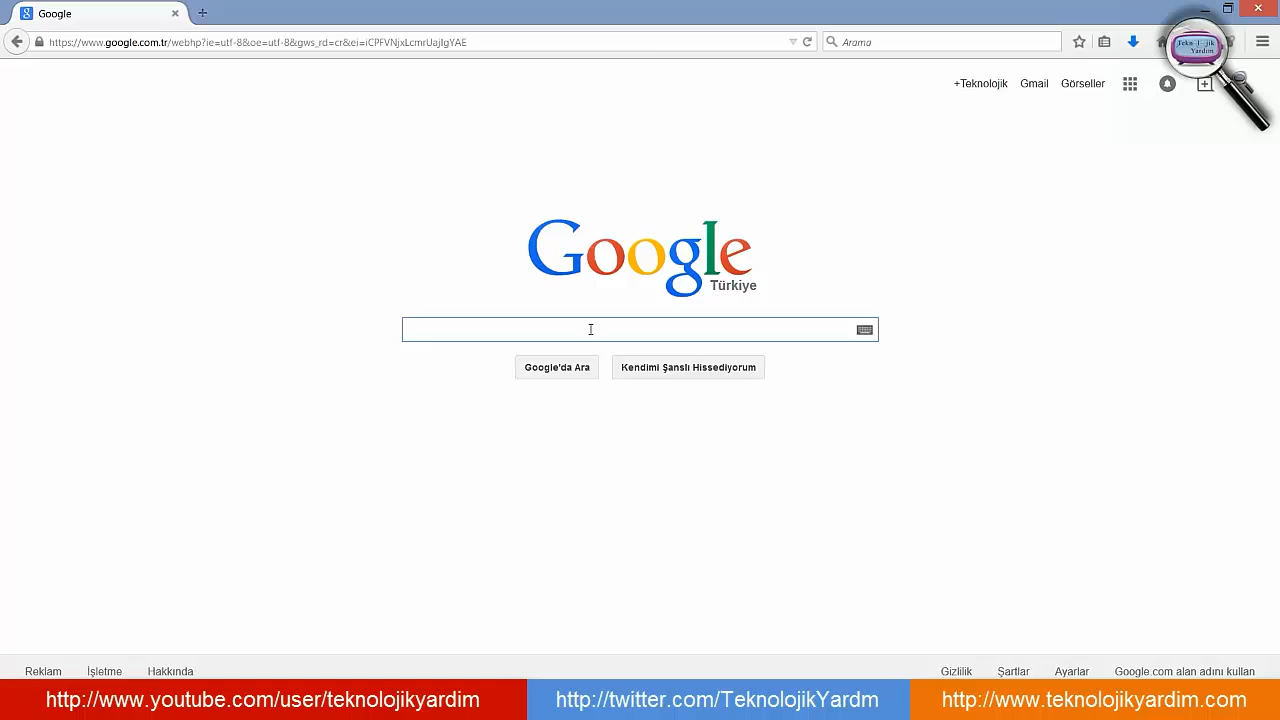 Google
https://www.google.com.tr/webhp?ie=utf-8&oe=utf-8&gws_rd=cr&ei=iCPFVNjxLcmrUajIgYAE
Arama
Yardım
+Teknolojik Gmail Görseller
Google
Türkiye
Google'da Ara Kendimi Şanslı Hissediyorum
Reklam İşletme Hakkında Gizlilik Şartlar Ayarlar Google.com alan adını kullan
http://www.youtube.com/user/teknolojikyardim http://twitter.com/TeknolojikYardm http://www.teknolojikyardim.com